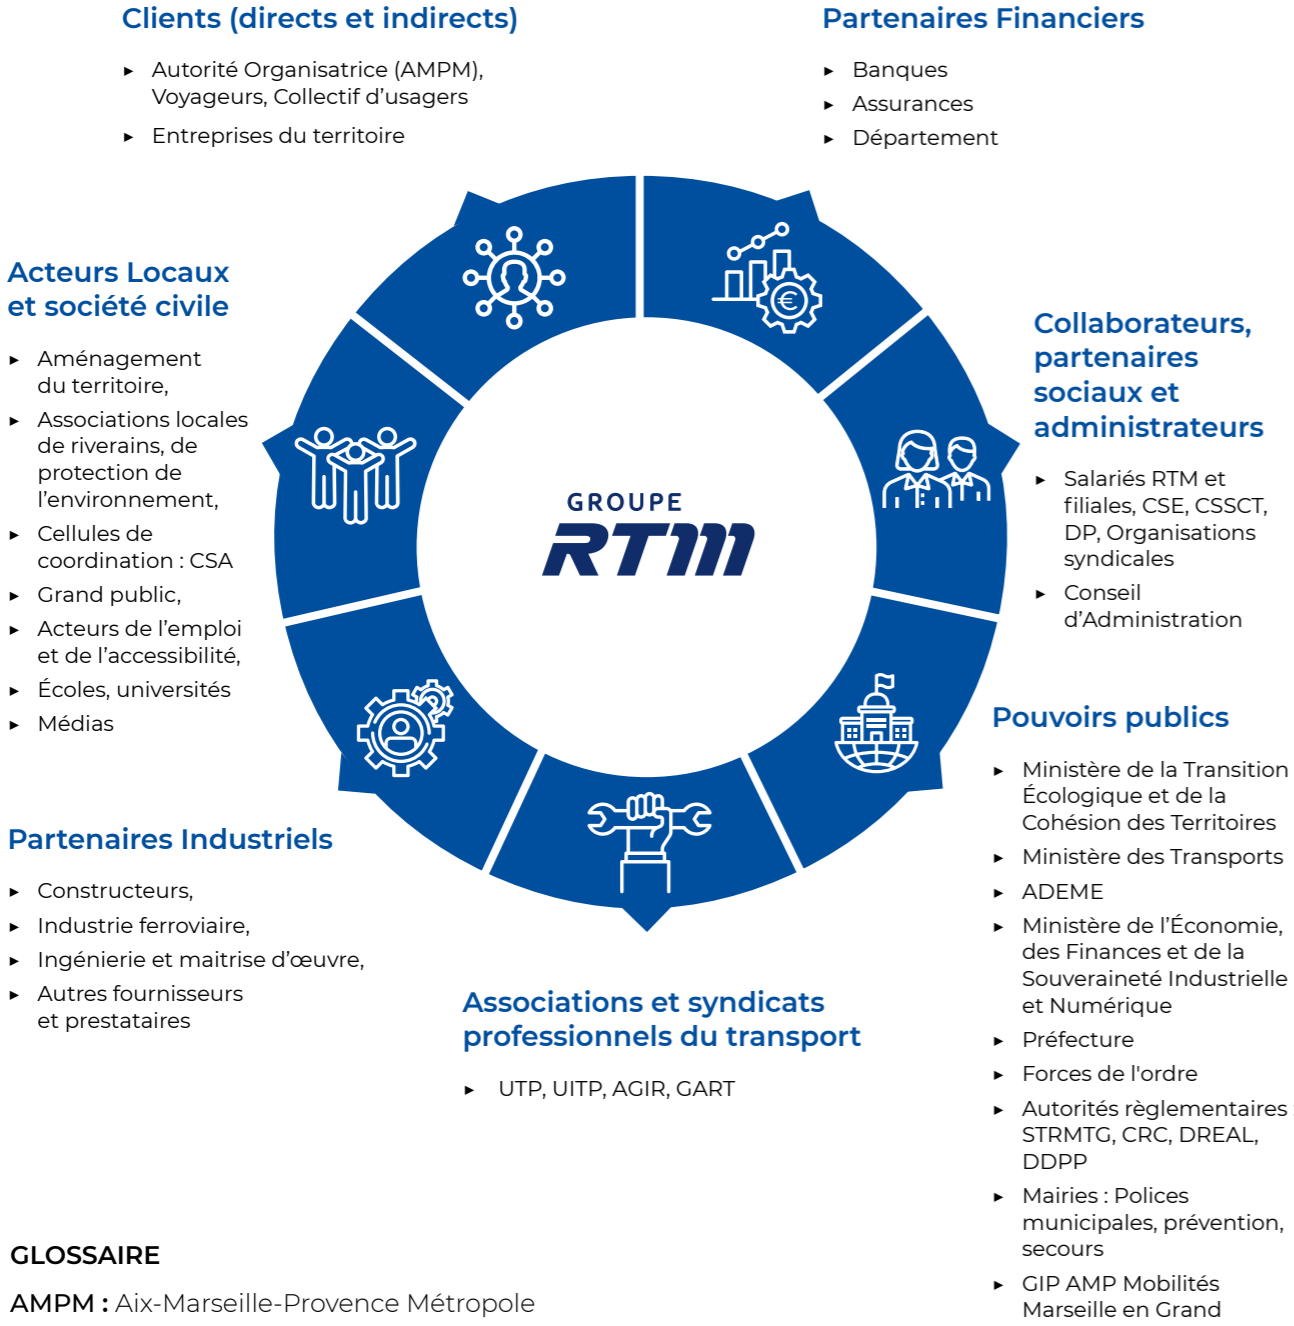 Clients (directs et indirects)
► Autorité Organisatrice (AMPM),
Voyageurs, Collectif d’usagers
► Entreprises du territoire
Partenaires Financiers
► Banques
► Assurances
► Département
Acteurs Locaux
et société civile
► Aménagement
du territoire,
► Associations locales
de riverains, de
protection de
l’environnement,
► Cellules de
coordination : CSA
► Grand public,
► Acteurs de l’emploi
et de l’accessibilité,
► Écoles, universités
► Médias
GROUPE
RTM
Collaborateurs,
partenaires
sociaux et
administrateurs
► Salariés RTM et
filiales, CSE, CSSCT,
DP, Organisations
syndicales
► Conseil
d’Administration
Partenaires Industriels
► Constructeurs,
► Industrie ferroviaire,
► Ingénierie et maitrise d’œuvre,
► Autres fournisseurs
et prestataires
Associations et syndicats
professionnels du transport
► UTP, UITP, AGIR, GART
Pouvoirs publics
► Ministère de la Transition
Écologique et de la
Cohésion des Territoires
► Ministère des Transports
► ADEME
► Ministère de l’Économie,
des Finances et de la
Souveraineté Industrielle
et Numérique
► Préfecture
► Forces de l'ordre
► Autorités règlementaires :
STRMTG, CRC, DREAL,
DDPP
► Mairies : Polices
municipales, prévention,
secours
► GIP AMP Mobilités
Marseille en Grand
GLOSSAIRE
AMPM : Aix-Marseille-Provence Métropole